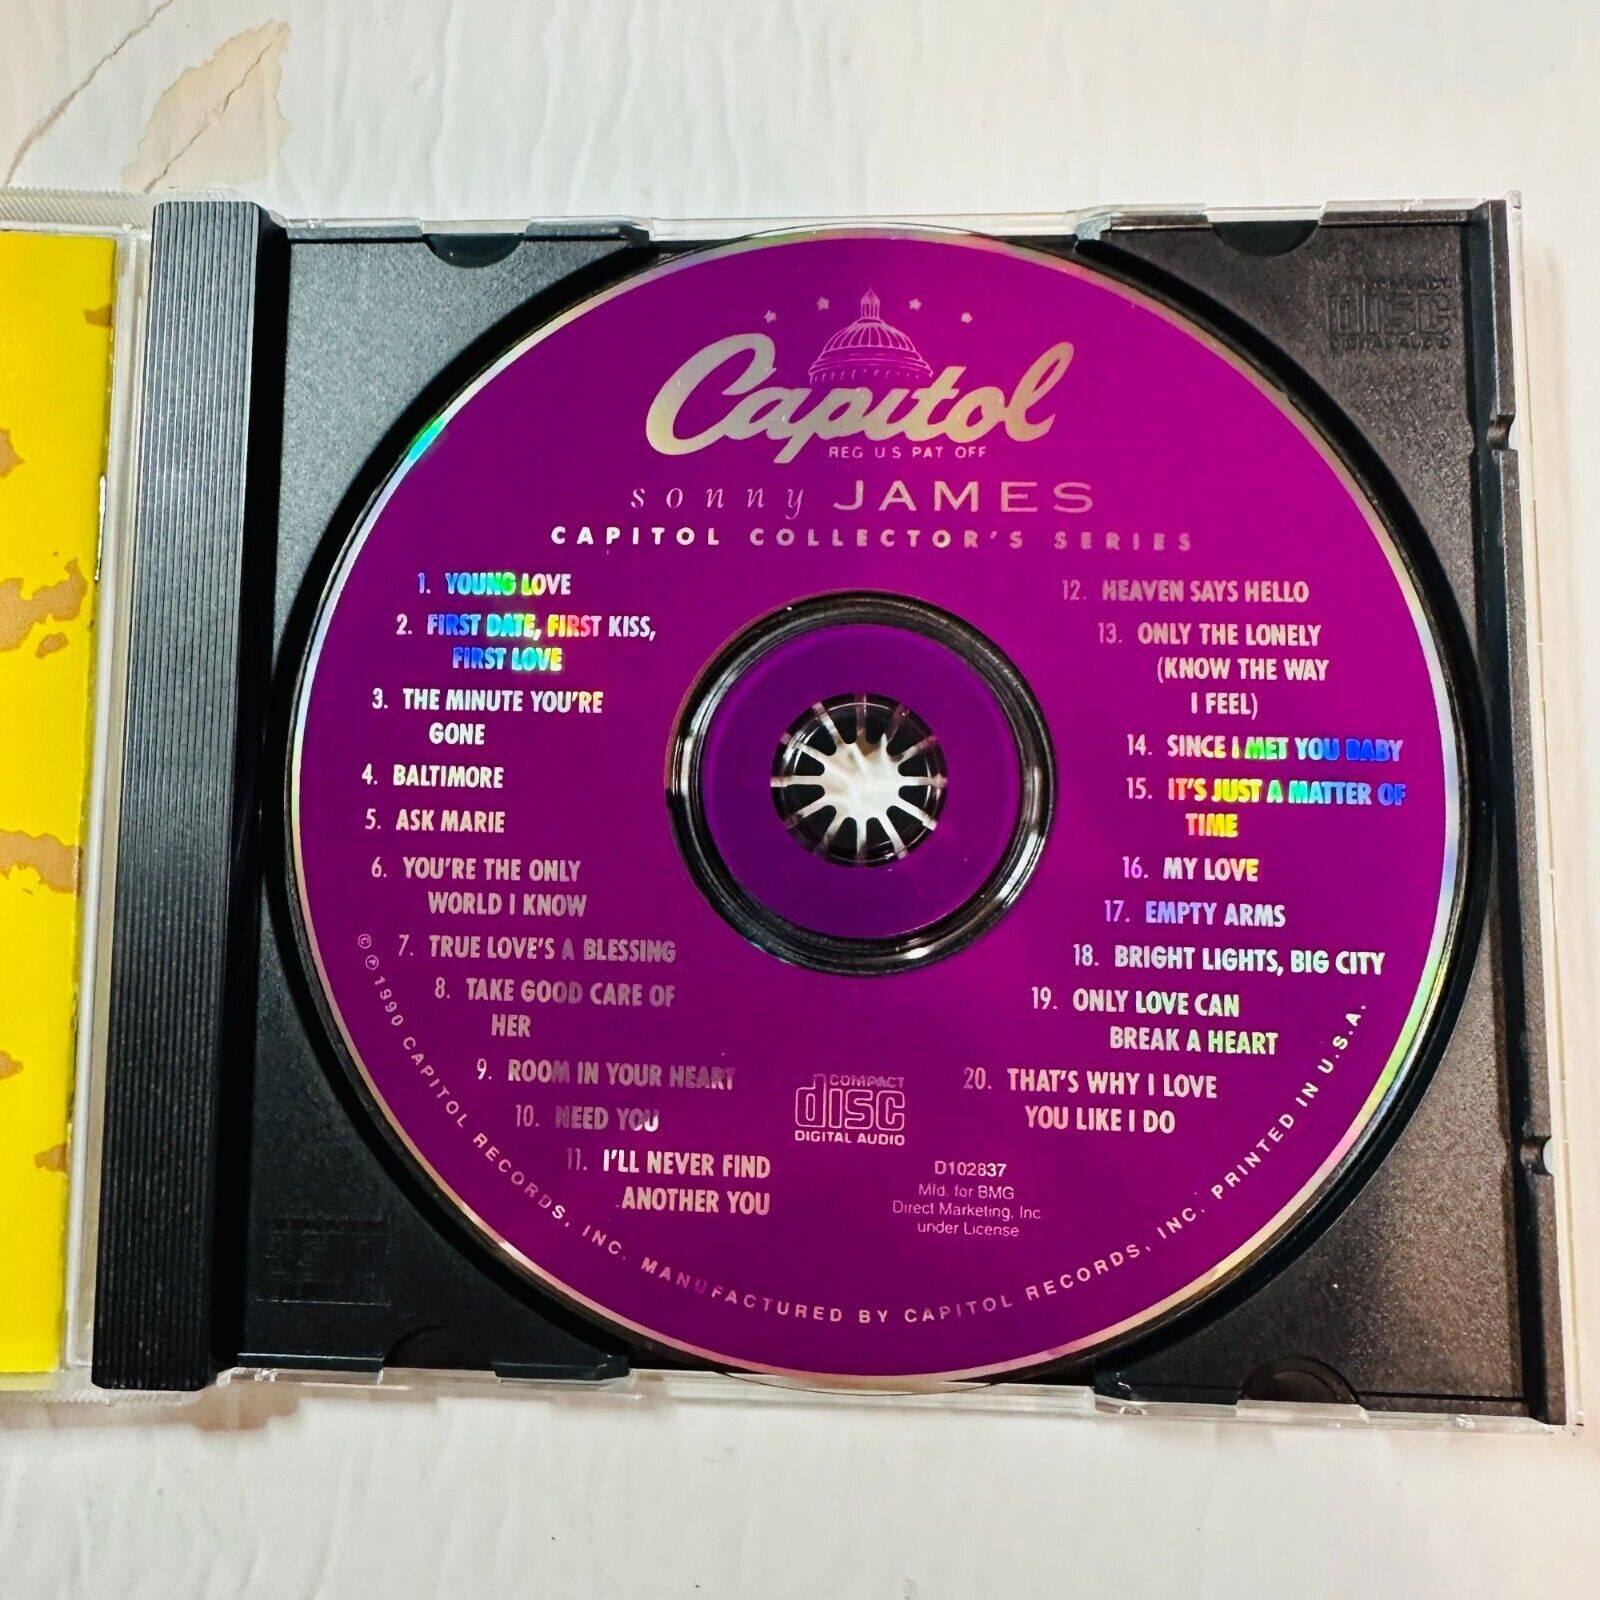 Capitol
REG U S PAT OFF
sonny JAMES
CAPITOL COLLECTOR'S SERIES
1. YOUNG LOVE
2. FIRST DATE, FIRST KISS,
FIRST LOVE
3. THE MINUTE YOU'RE
GONE
4. BALTIMORE
5. ASK MARIE
6. YOU'RE THE ONLY
WORLD I KNOW
7. TRUE LOVE'S A BLESSING
8. TAKE GOOD CARE OF
HER
9. ROOM IN YOUR HEART
10. NEED YOU
11. I'LL NEVER FIND
ANOTHER YOU
12. HEAVEN SAYS HELLO
13. ONLY THE LONELY
(KNOW THE WAY
I FEEL)
14. SINCE I MET YOU BABY
15. IT'S JUST A MATTER OF
TIME
16. MY LOVE
17. EMPTY ARMS
18. BRIGHT LIGHTS, BIG CITY
19. ONLY LOVE CAN
BREAK A HEART
20. THAT'S WHY I LOVE
YOU LIKE I DO
COMPACT
disc
DIGITAL AUDIO
D102837
Mfd. for BMG
Direct Marketing, Inc
under License
© ℗ 1990 CAPITOL RECORDS, INC. MANUFACTURED BY CAPITOL RECORDS, INC. PRINTED IN U.S.A.
COMPACT
disc
DIGITAL AUDIO